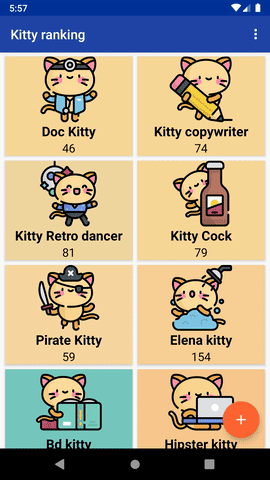 5:57
Kitty ranking
Doc Kitty
46
Kitty copywriter
74
Kitty Retro dancer
81
Kitty Cock
79
Pirate Kitty
59
Elena kitty
154
Bd kitty
Hipster kitty
+